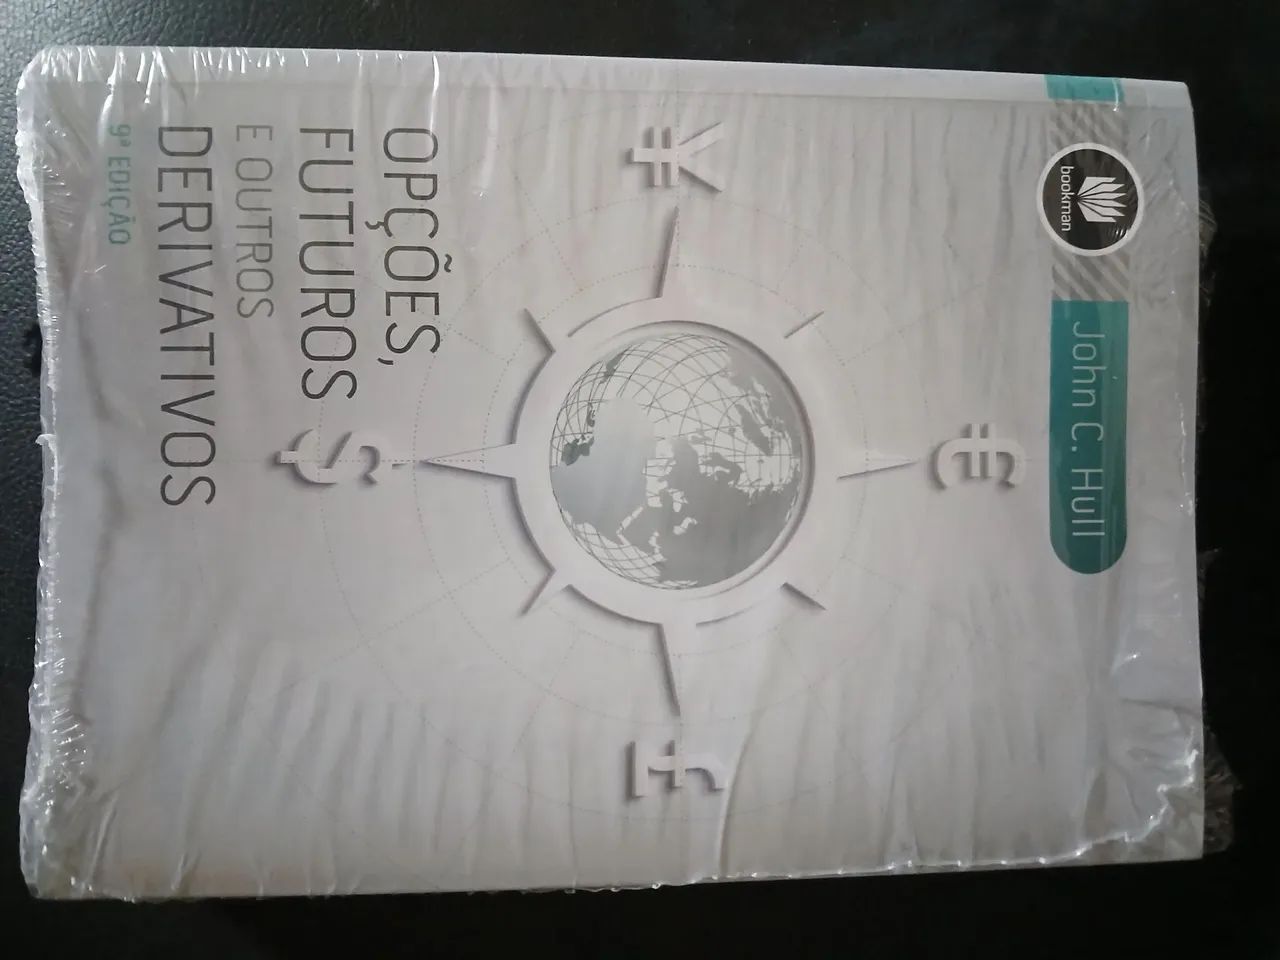 bookman
John C. Hull
€
¥
£
$
OPÇÕES,
FUTUROS
E OUTROS
DERIVATIVOS
9ª EDIÇÃO